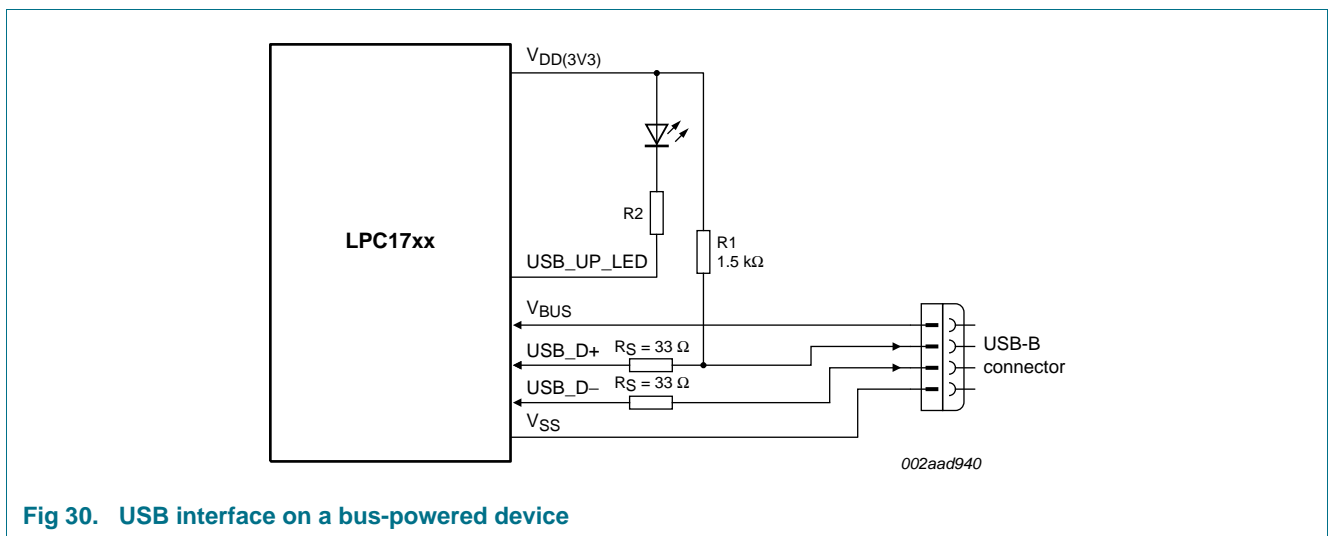 VDD(3V3)
R2
LPC17xx
R1
1.5 kΩ
USB_UP_LED
VBUS
USB_D+
RS = 33 Ω
USB-B
connector
USB_D−
RS = 33 Ω
VSS
002aad940
Fig 30. USB interface on a bus-powered device